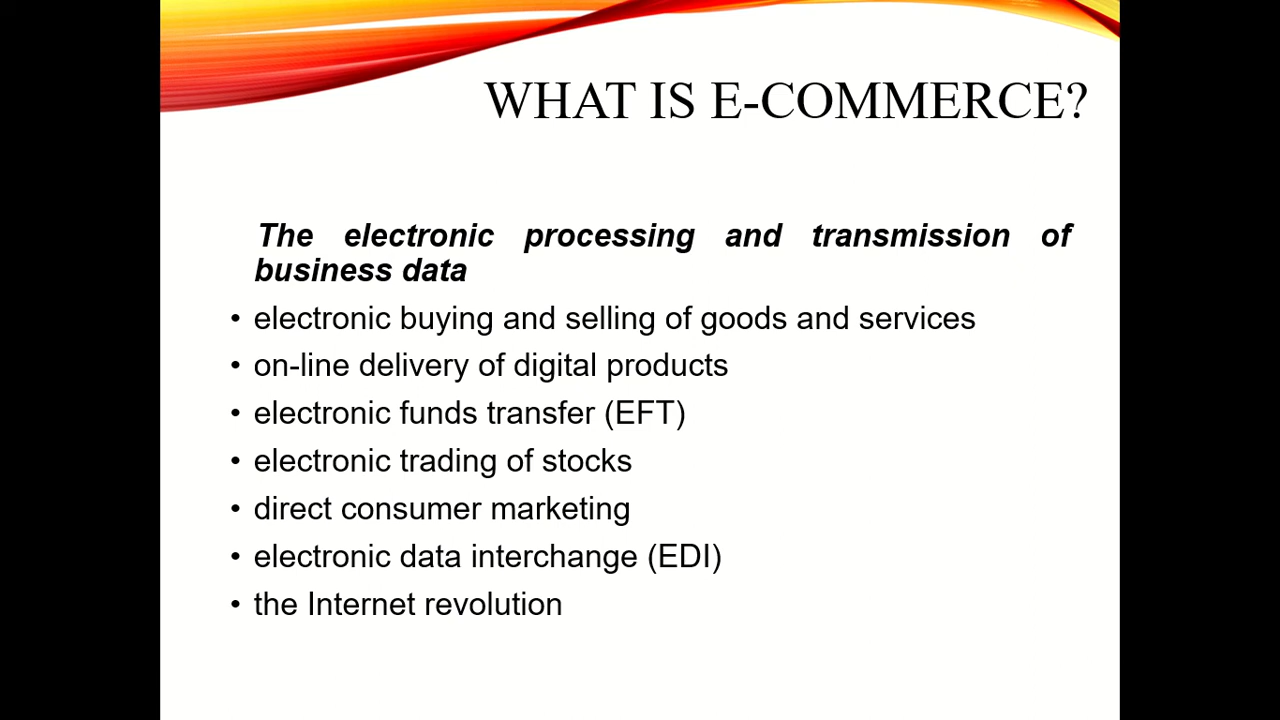 WHAT IS E-COMMERCE?
The electronic processing and transmission of
business data
• electronic buying and selling of goods and services
• on-line delivery of digital products
• electronic funds transfer (EFT)
• electronic trading of stocks
• direct consumer marketing
• electronic data interchange (EDI)
• the Internet revolution